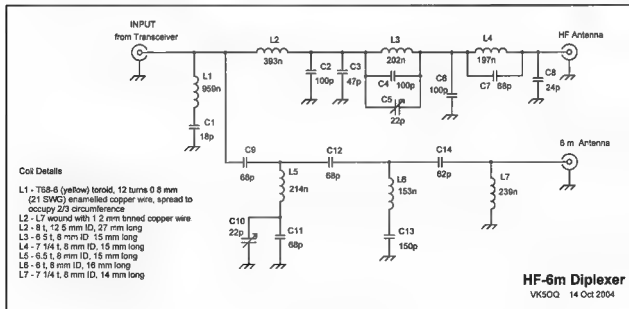 INPUT
from Transceiver
L2
393n
L3
202n
L4
197n
HF Antenna
L1
959n
C2
100p
C3
47p
C4
100p
C5
22p
C6
100p
C7
68p
C8
24p
C1
18p
C9
68p
C12
68p
C14
82p
6 m Antenna
L5
214n
L6
153n
L7
239n
C10
22p
C11
68p
C13
150p
Coil Details
L1 - T68-6 (yellow) toroid, 12 turns 0 8 mm
(21 SWG) enamelled copper wire, spread to
occupy 2/3 circumference
L2 - L7 wound with 1 2 mm tinned copper wire
L2 - 8 t, 12 5 mm ID, 27 mm long
L3 - 6 5 t, 8 mm ID, 15 mm long
L4 - 7 1/4 t, 8 mm ID, 15 mm long
L5 - 6.5 t, 8 mm ID, 15 mm long
L6 - 6 t, 8 mm ID, 16 mm long
L7 - 7 1/4 t, 8 mm ID, 14 mm long
HF-6m Diplexer
VK5OQ 14 Oct 2004